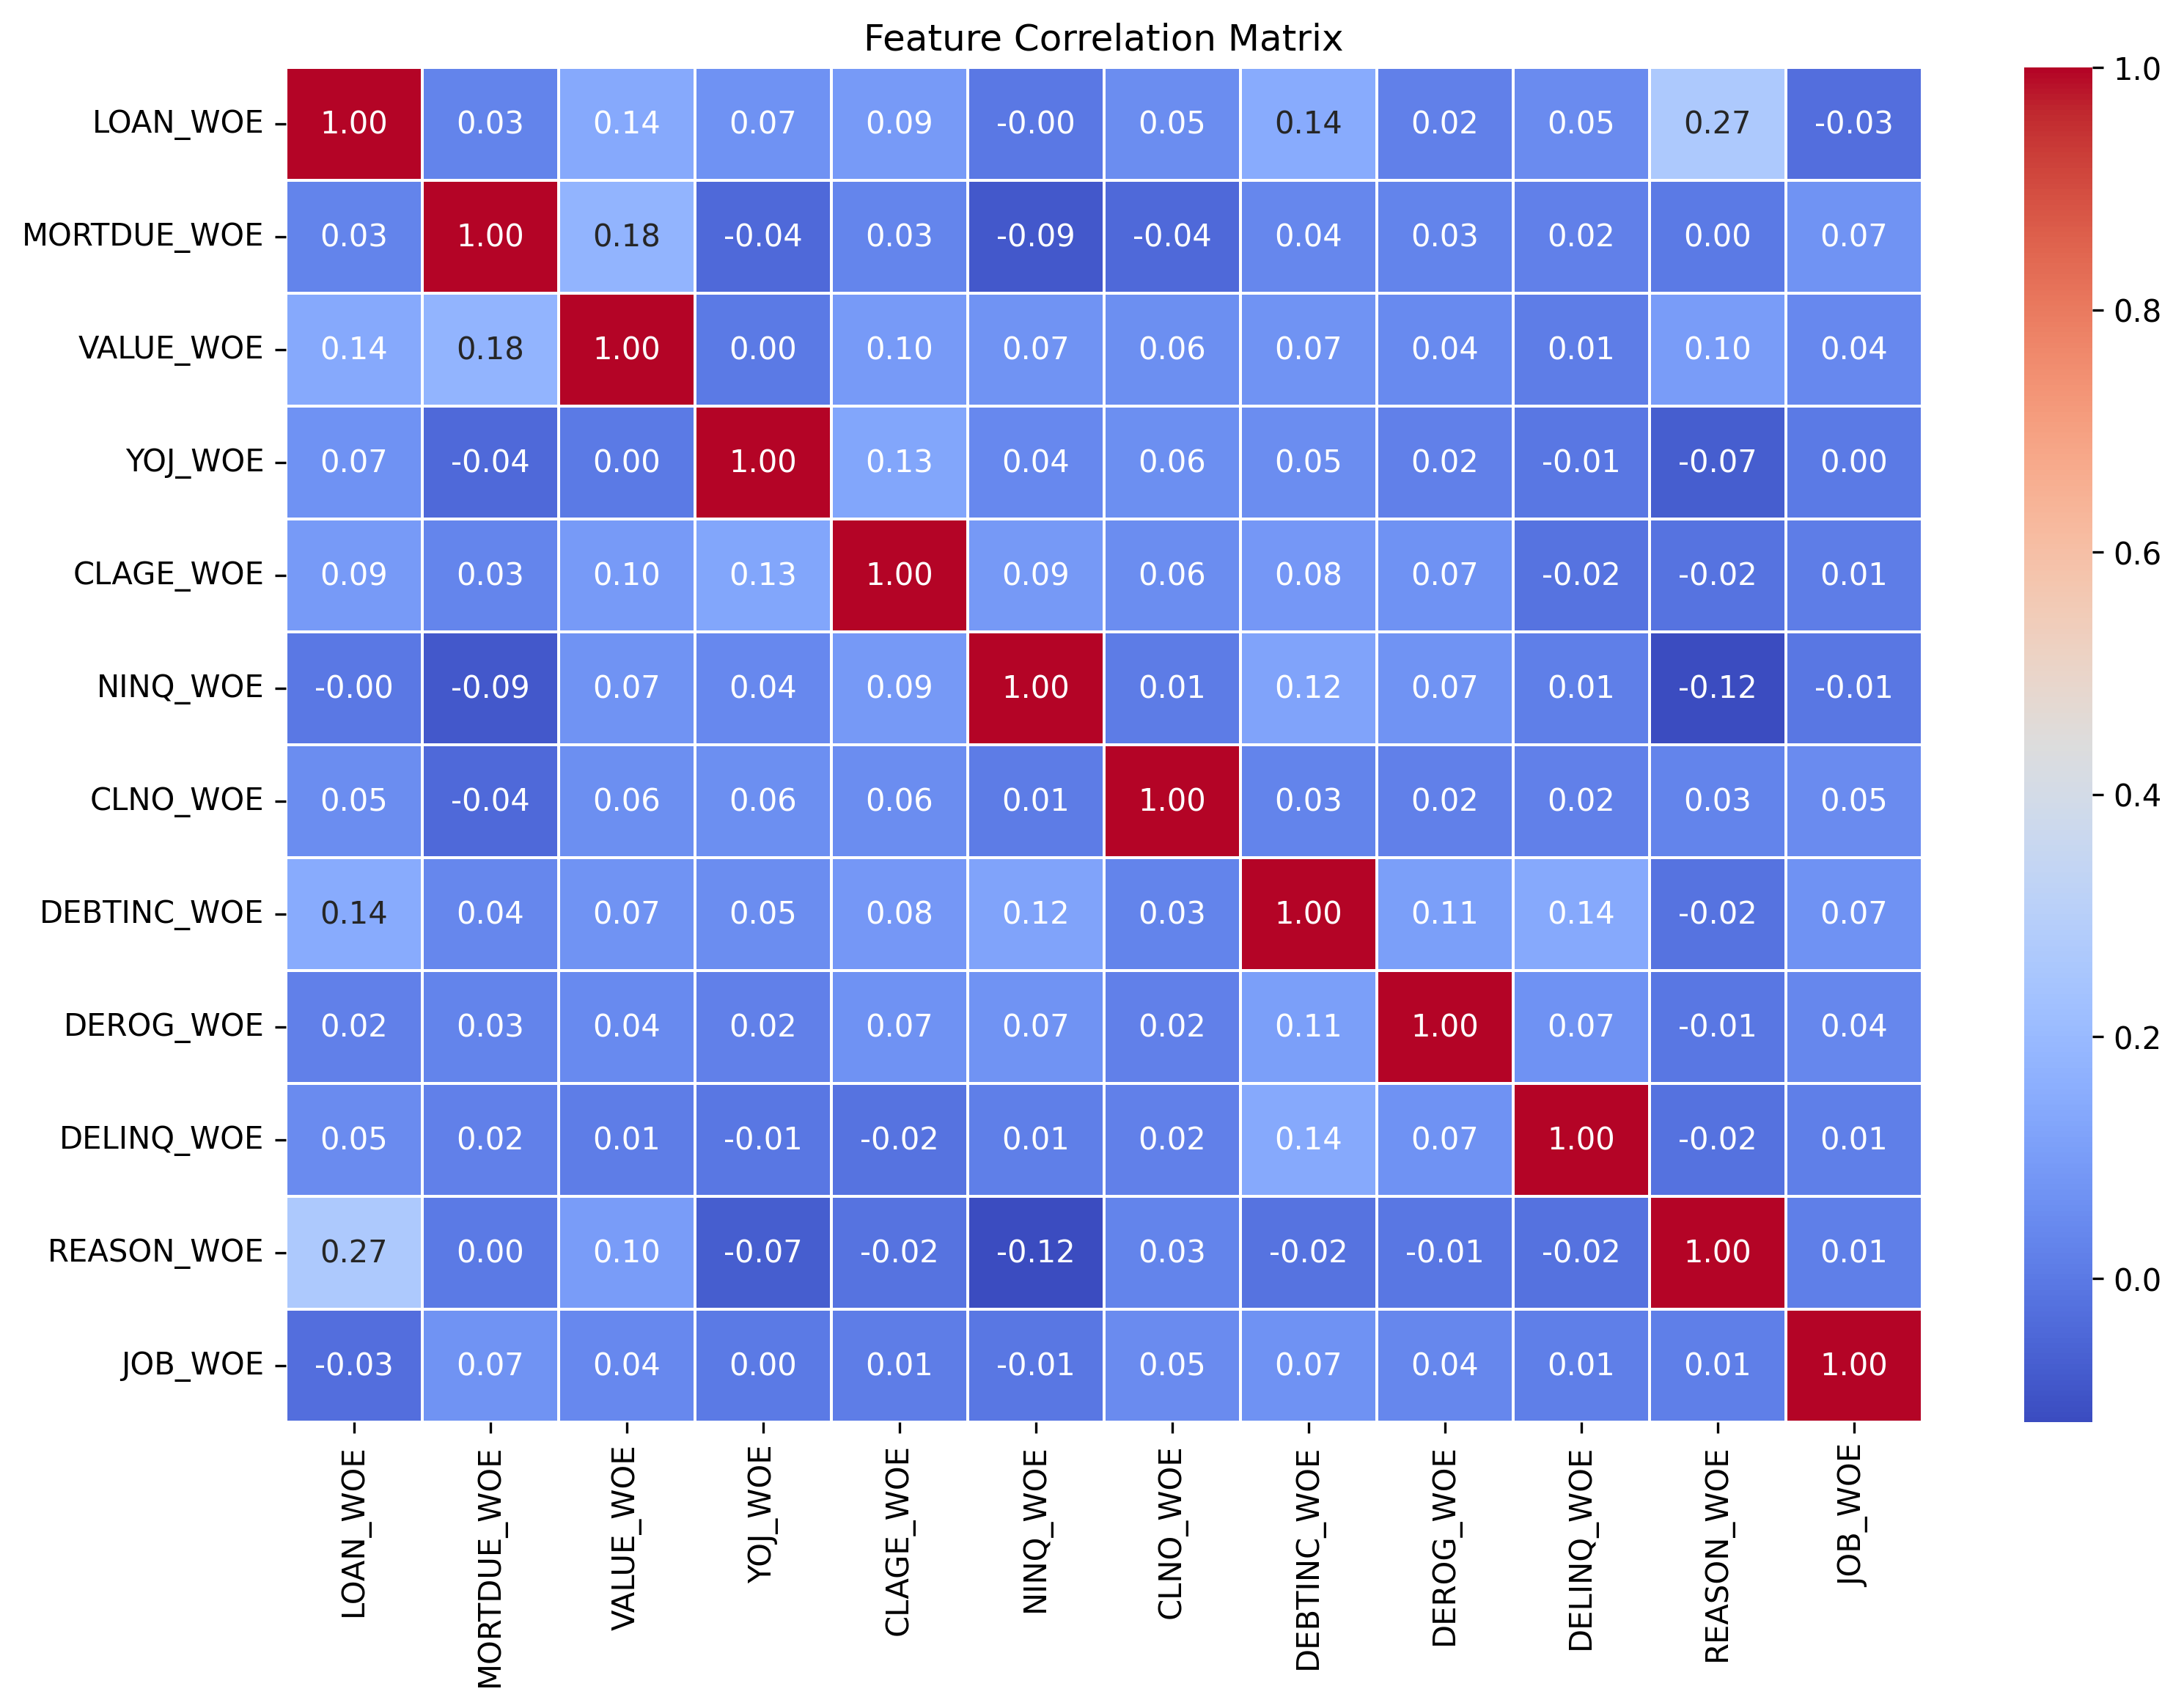 Feature Correlation Matrix
LOAN_WOE 1.00 0.03 0.14 0.07 0.09 -0.00 0.05 0.14 0.02 0.05 0.27 -0.03
MORTDUE_WOE 0.03 1.00 0.18 -0.04 0.03 -0.09 -0.04 0.04 0.03 0.02 0.00 0.07
VALUE_WOE 0.14 0.18 1.00 0.00 0.10 0.07 0.06 0.07 0.04 0.01 0.10 0.04
YOJ_WOE 0.07 -0.04 0.00 1.00 0.13 0.04 0.06 0.05 0.02 -0.01 -0.07 0.00
CLAGE_WOE 0.09 0.03 0.10 0.13 1.00 0.09 0.06 0.08 0.07 -0.02 -0.02 0.01
NINQ_WOE -0.00 -0.09 0.07 0.04 0.09 1.00 0.01 0.12 0.07 0.01 -0.12 -0.01
CLNO_WOE 0.05 -0.04 0.06 0.06 0.06 0.01 1.00 0.03 0.02 0.02 0.03 0.05
DEBTINC_WOE 0.14 0.04 0.07 0.05 0.08 0.12 0.03 1.00 0.11 0.14 -0.02 0.07
DEROG_WOE 0.02 0.03 0.04 0.02 0.07 0.07 0.02 0.11 1.00 0.07 -0.01 0.04
DELINQ_WOE 0.05 0.02 0.01 -0.01 -0.02 0.01 0.02 0.14 0.07 1.00 -0.02 0.01
REASON_WOE 0.27 0.00 0.10 -0.07 -0.02 -0.12 0.03 -0.02 -0.01 -0.02 1.00 0.01
JOB_WOE -0.03 0.07 0.04 0.00 0.01 -0.01 0.05 0.07 0.04 0.01 0.01 1.00
LOAN_WOE MORTDUE_WOE VALUE_WOE YOJ_WOE CLAGE_WOE NINQ_WOE CLNO_WOE DEBTINC_WOE DEROG_WOE DELINQ_WOE REASON_WOE JOB_WOE
1.0
0.8
0.6
0.4
0.2
0.0